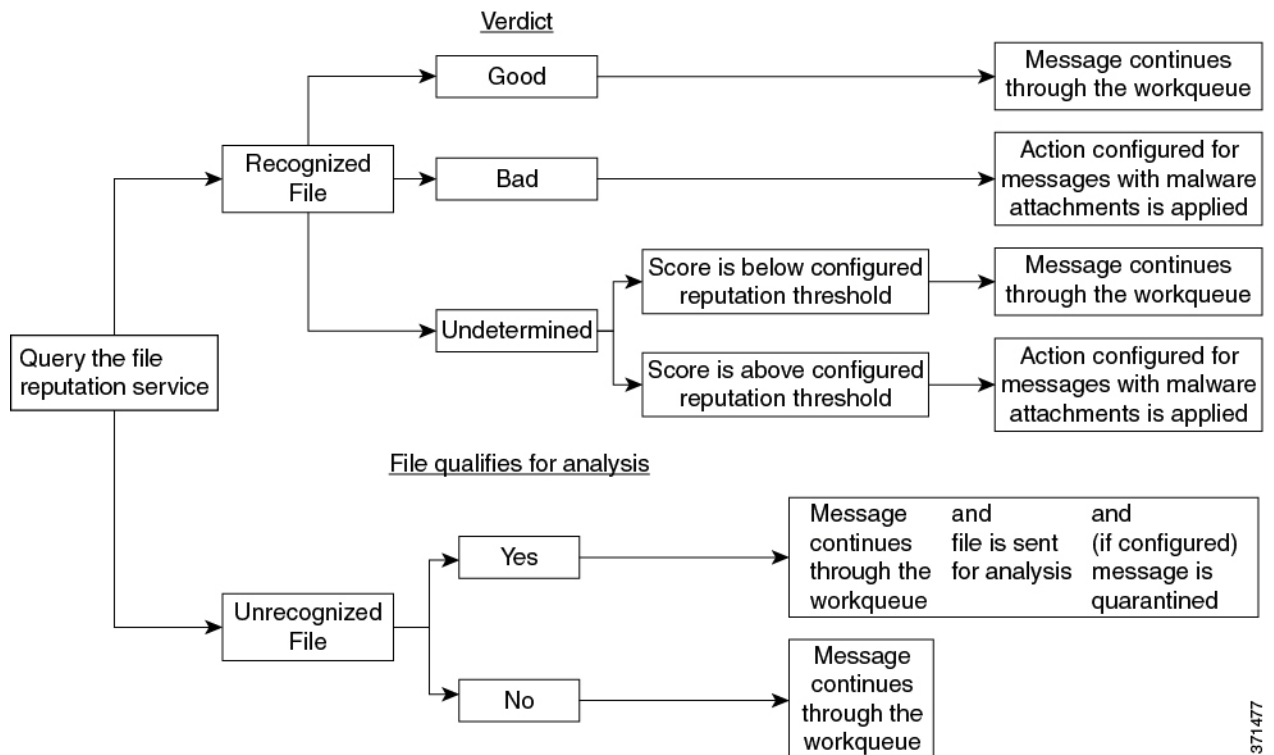 Verdict
Good
Message continues
through the workqueue
Recognized
File
Bad
Action configured for
messages with malware
attachments is applied
Undetermined
Score is below configured
reputation threshold
Message continues
through the workqueue
Score is above configured
reputation threshold
Action configured for
messages with malware
attachments is applied
Query the file
reputation service
File qualifies for analysis
Unrecognized
File
Yes
Message
continues
through the
workqueue
and
file is sent
for analysis
and
(if configured)
message is
quarantined
No
Message
continues
through the
workqueue
371477